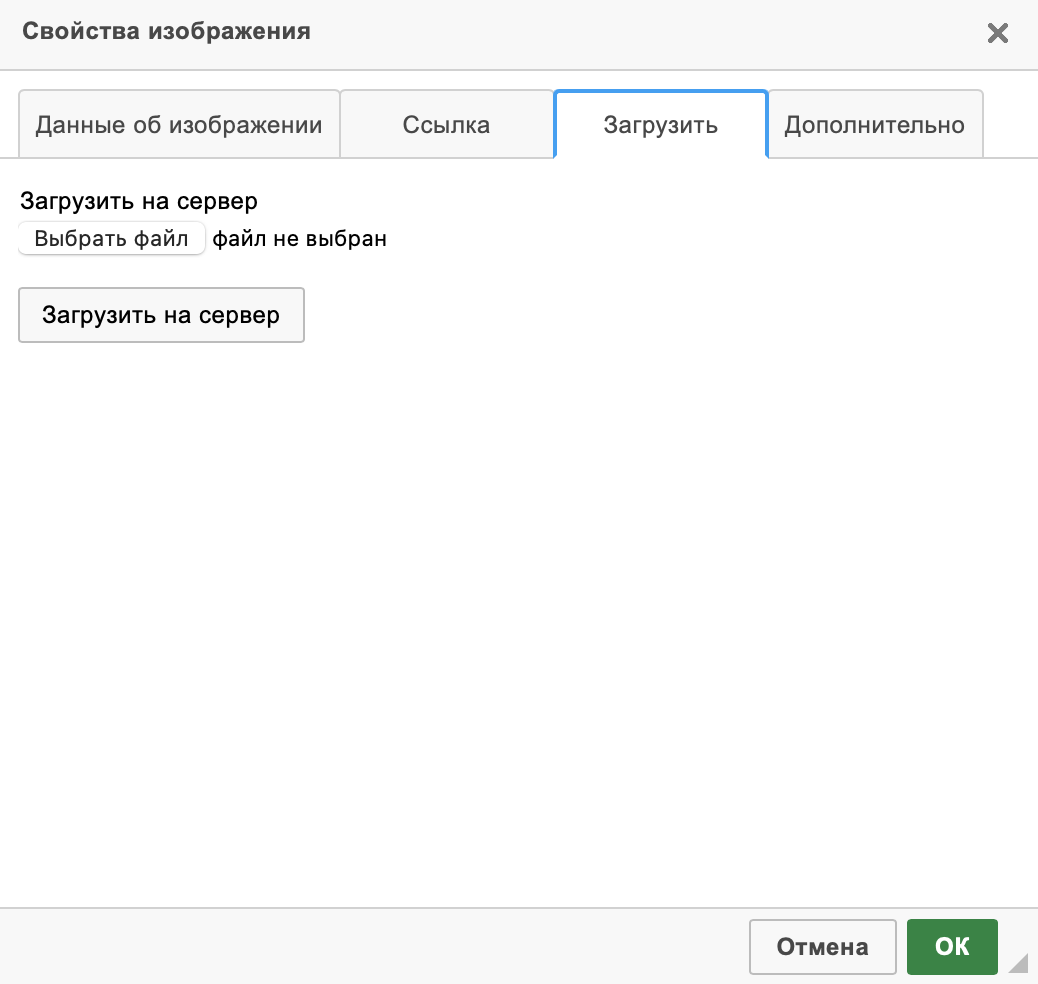 Свойства изображения
Данные об изображении Ссылка Загрузить Дополнительно
Загрузить на сервер
Выбрать файл файл не выбран
Загрузить на сервер
Отмена ОК